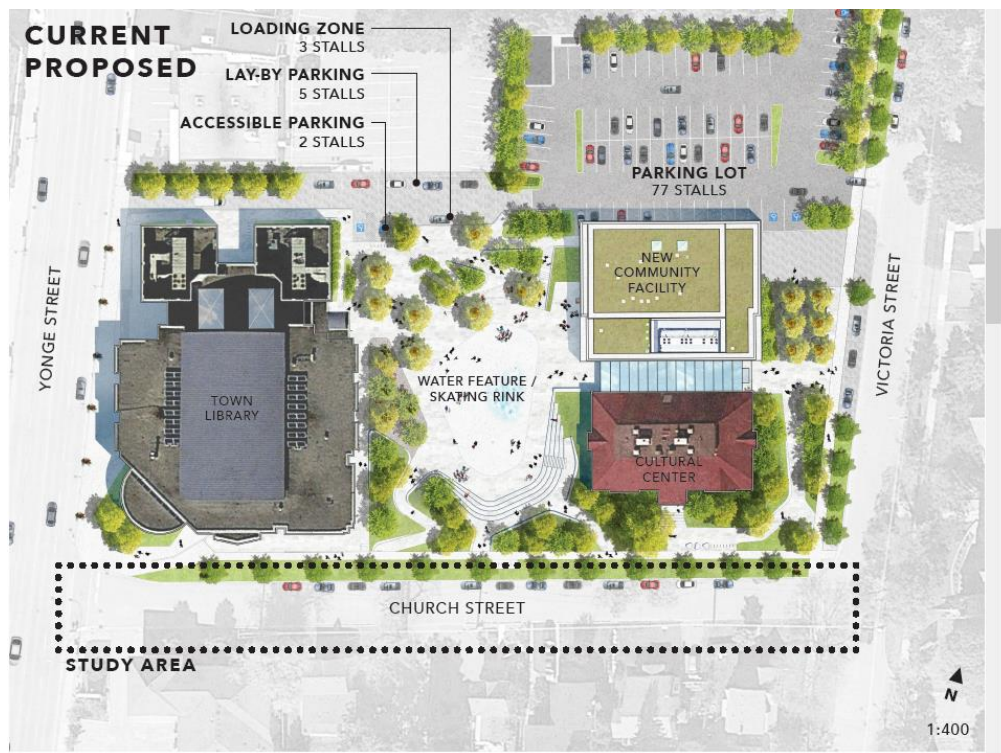 CURRENT
PROPOSED
LOADING ZONE
3 STALLS
LAY-BY PARKING
5 STALLS
ACCESSIBLE PARKING
2 STALLS
PARKING LOT
77 STALLS
YONGE STREET
TOWN
LIBRARY
WATER FEATURE /
SKATING RINK
NEW
COMMUNITY
FACILITY
CULTURAL
CENTER
VICTORIA STREET
CHURCH STREET
STUDY AREA
N
1:400